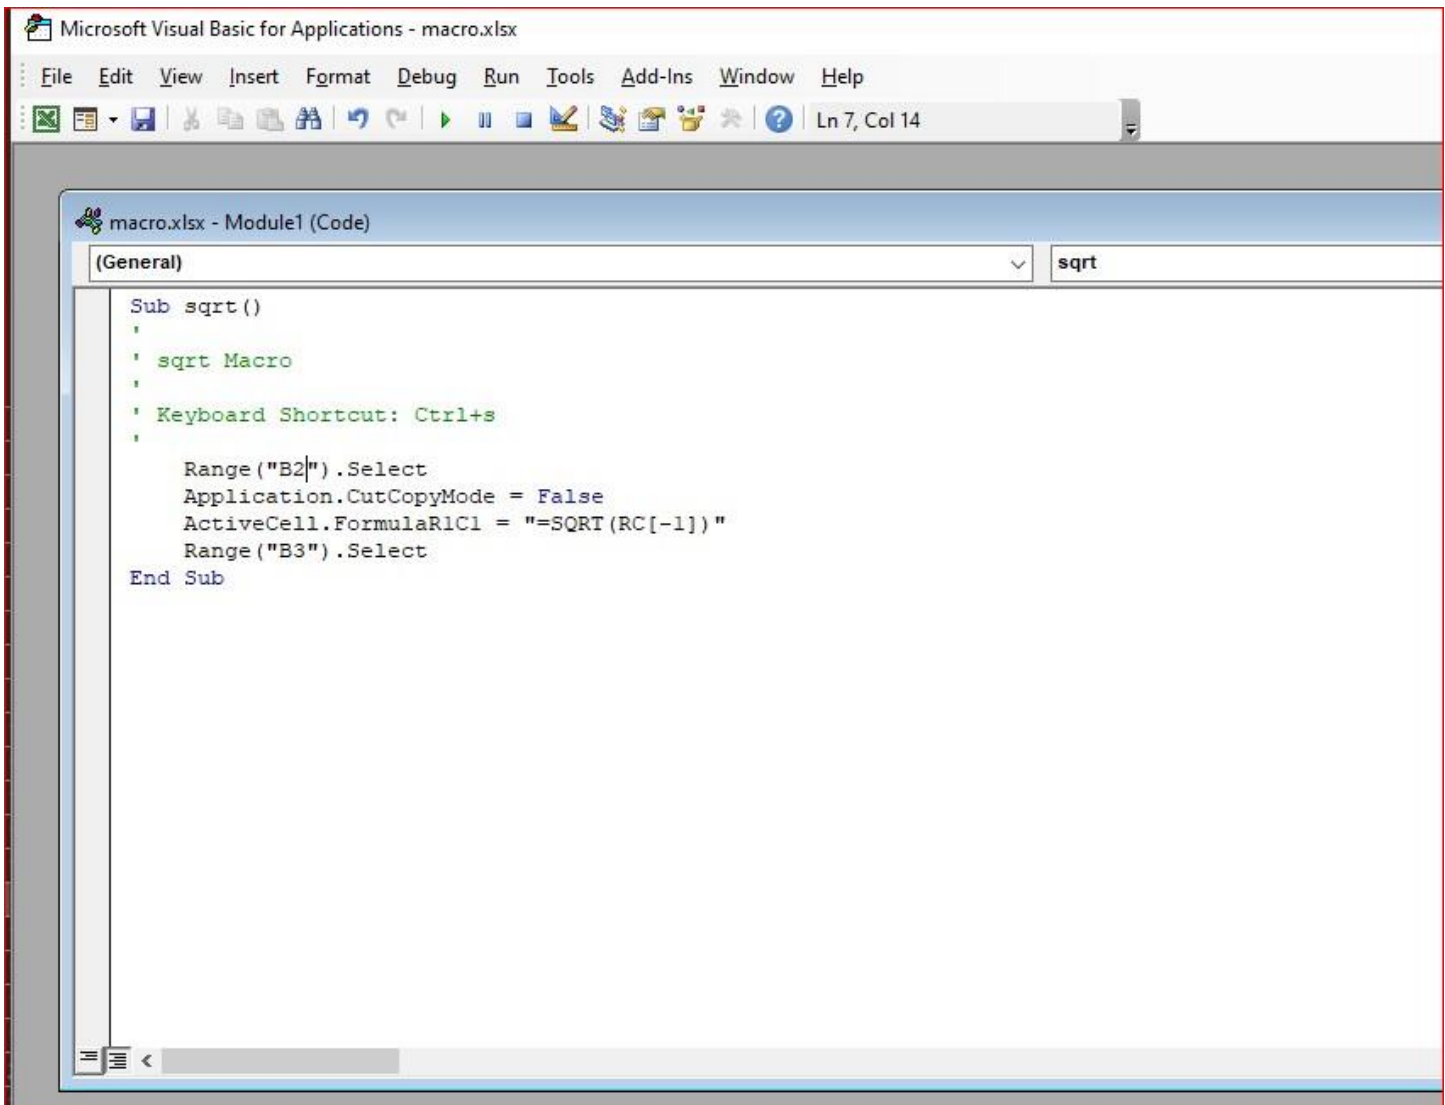 Microsoft Visual Basic for Applications - macro.xlsx
File Edit View Insert Format Debug Run Tools Add-Ins Window Help
Ln 7, Col 14
macro.xlsx - Module1 (Code)
(General) sqrt
Sub sqrt()
'
' sqrt Macro
'
' Keyboard Shortcut: Ctrl+s
'
    Range("B2").Select
    Application.CutCopyMode = False
    ActiveCell.FormulaR1C1 = "=SQRT(RC[-1])"
    Range("B3").Select
End Sub